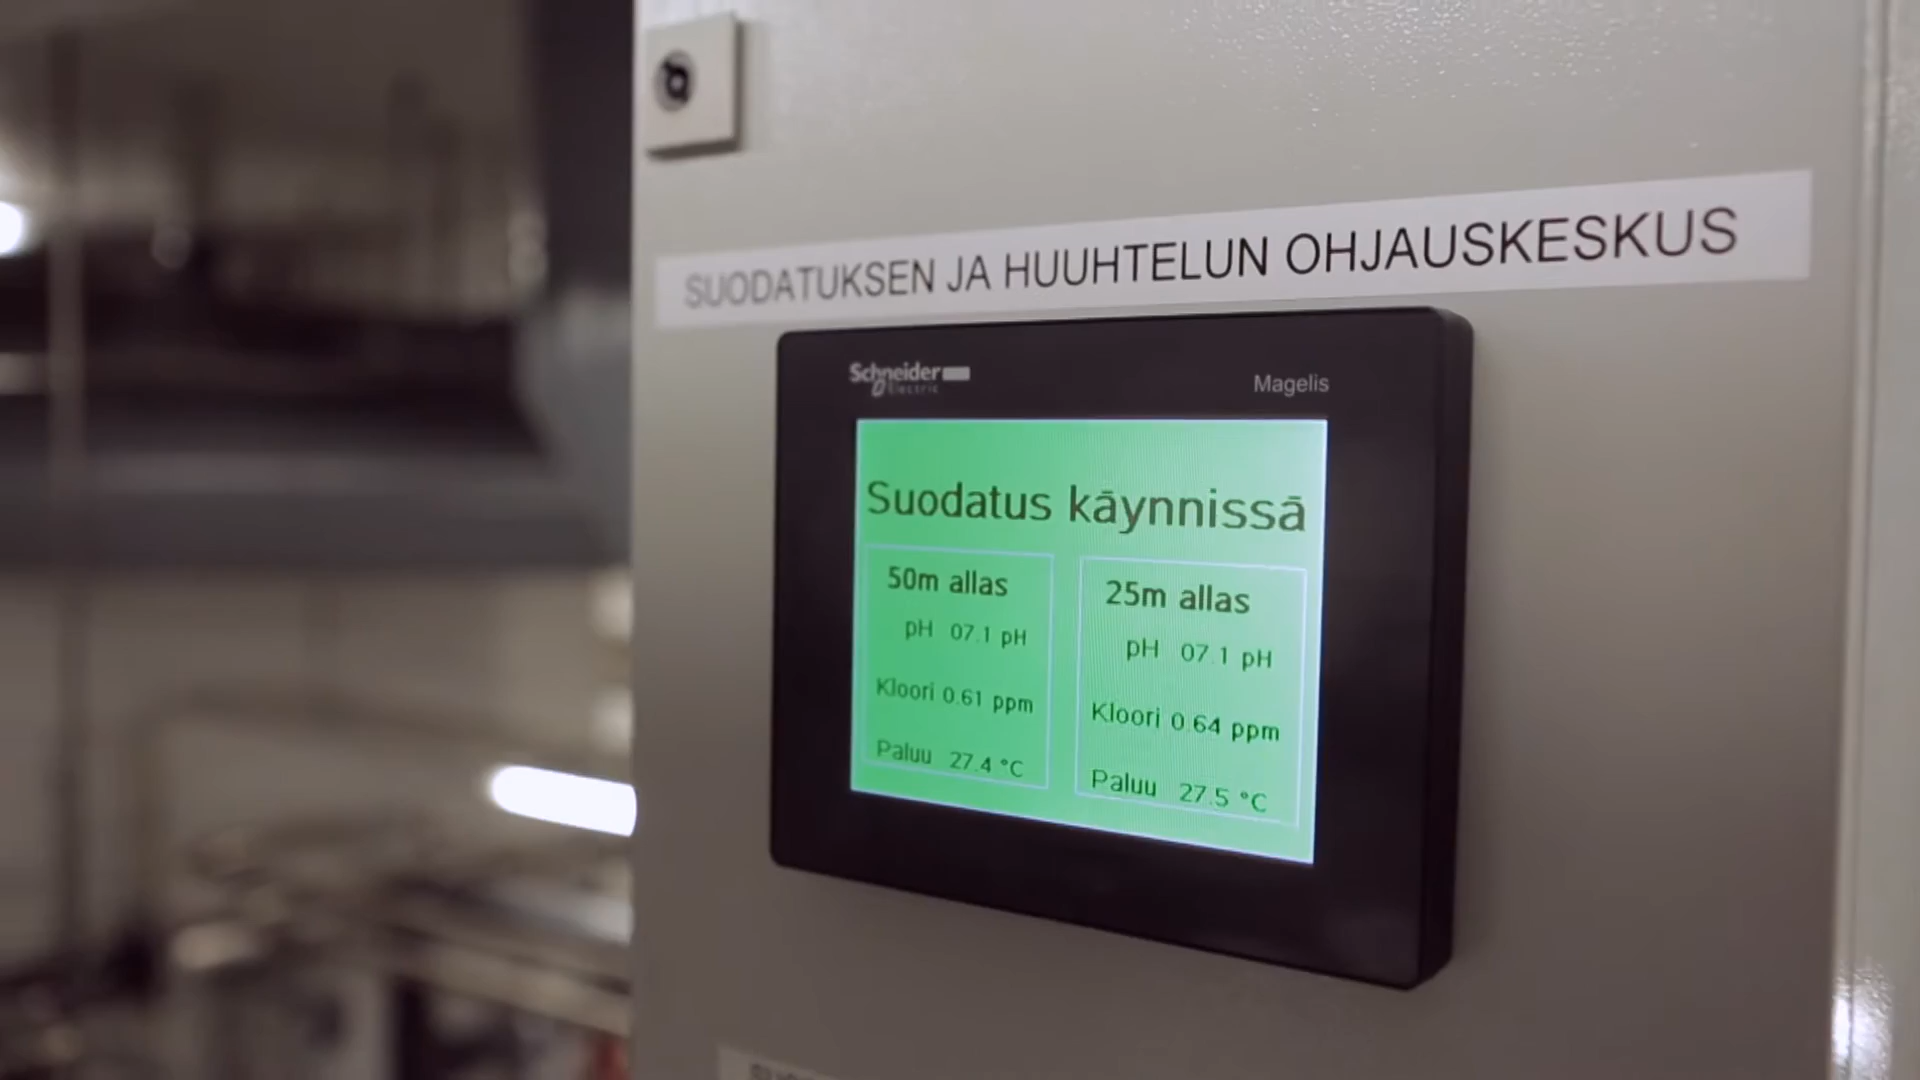 SUODATUKSEN JA HUUHTELUN OHJAUSKESKUS
Schneider
Electric
Magelis
Suodatus käynnissä
50m allas
pH 07.1 pH
Kloori 0.61 ppm
Paluu 27.4 °C
25m allas
pH 07.1 pH
Kloori 0.64 ppm
Paluu 27.5 °C